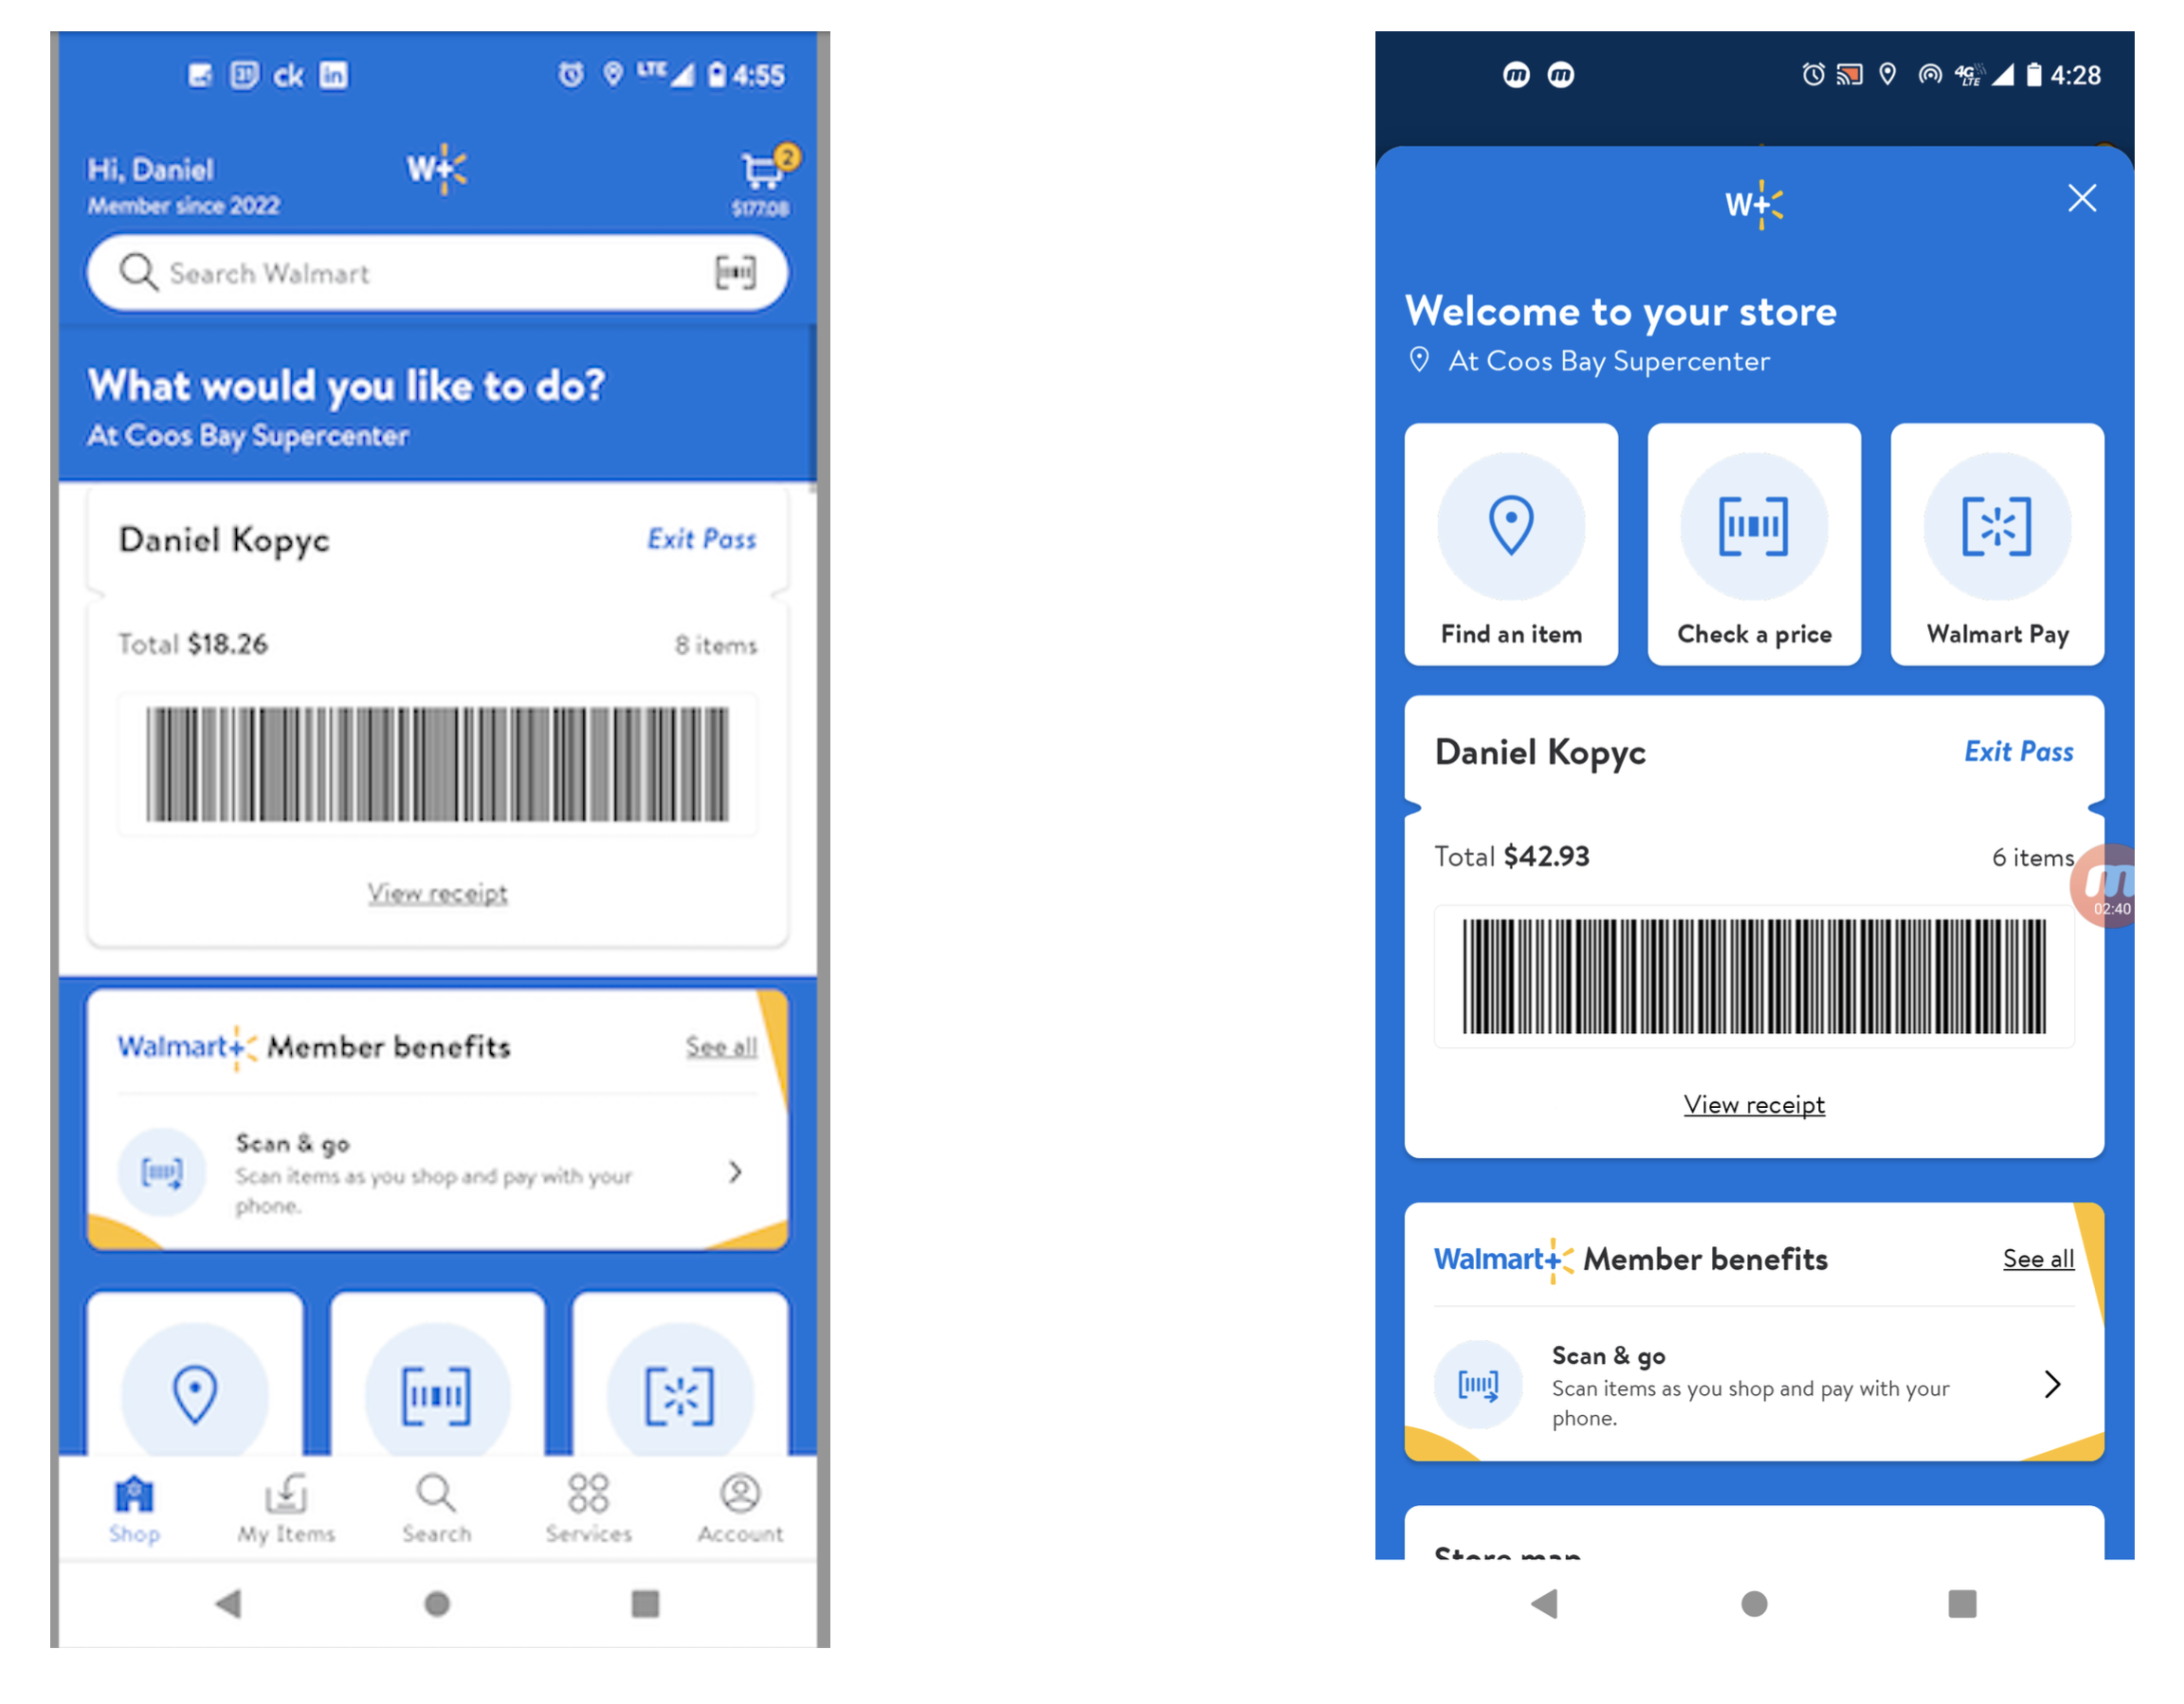 31 ck in LTE 4:55
Hi, Daniel
Member since 2022
W+
2
$177.08
Search Walmart
What would you like to do?
At Coos Bay Supercenter
Daniel Kopyc Exit Pass
Total $18.26 8 items
View receipt
Walmart+ Member benefits See all
Scan & go
Scan items as you shop and pay with your
phone.
Shop My Items Search Services Account
m m 4G LTE 4:28
W+
Welcome to your store
At Coos Bay Supercenter
Find an item Check a price Walmart Pay
Daniel Kopyc Exit Pass
Total $42.93 6 items
m
02:40
View receipt
Walmart+ Member benefits See all
Scan & go
Scan items as you shop and pay with your
phone.
Store map